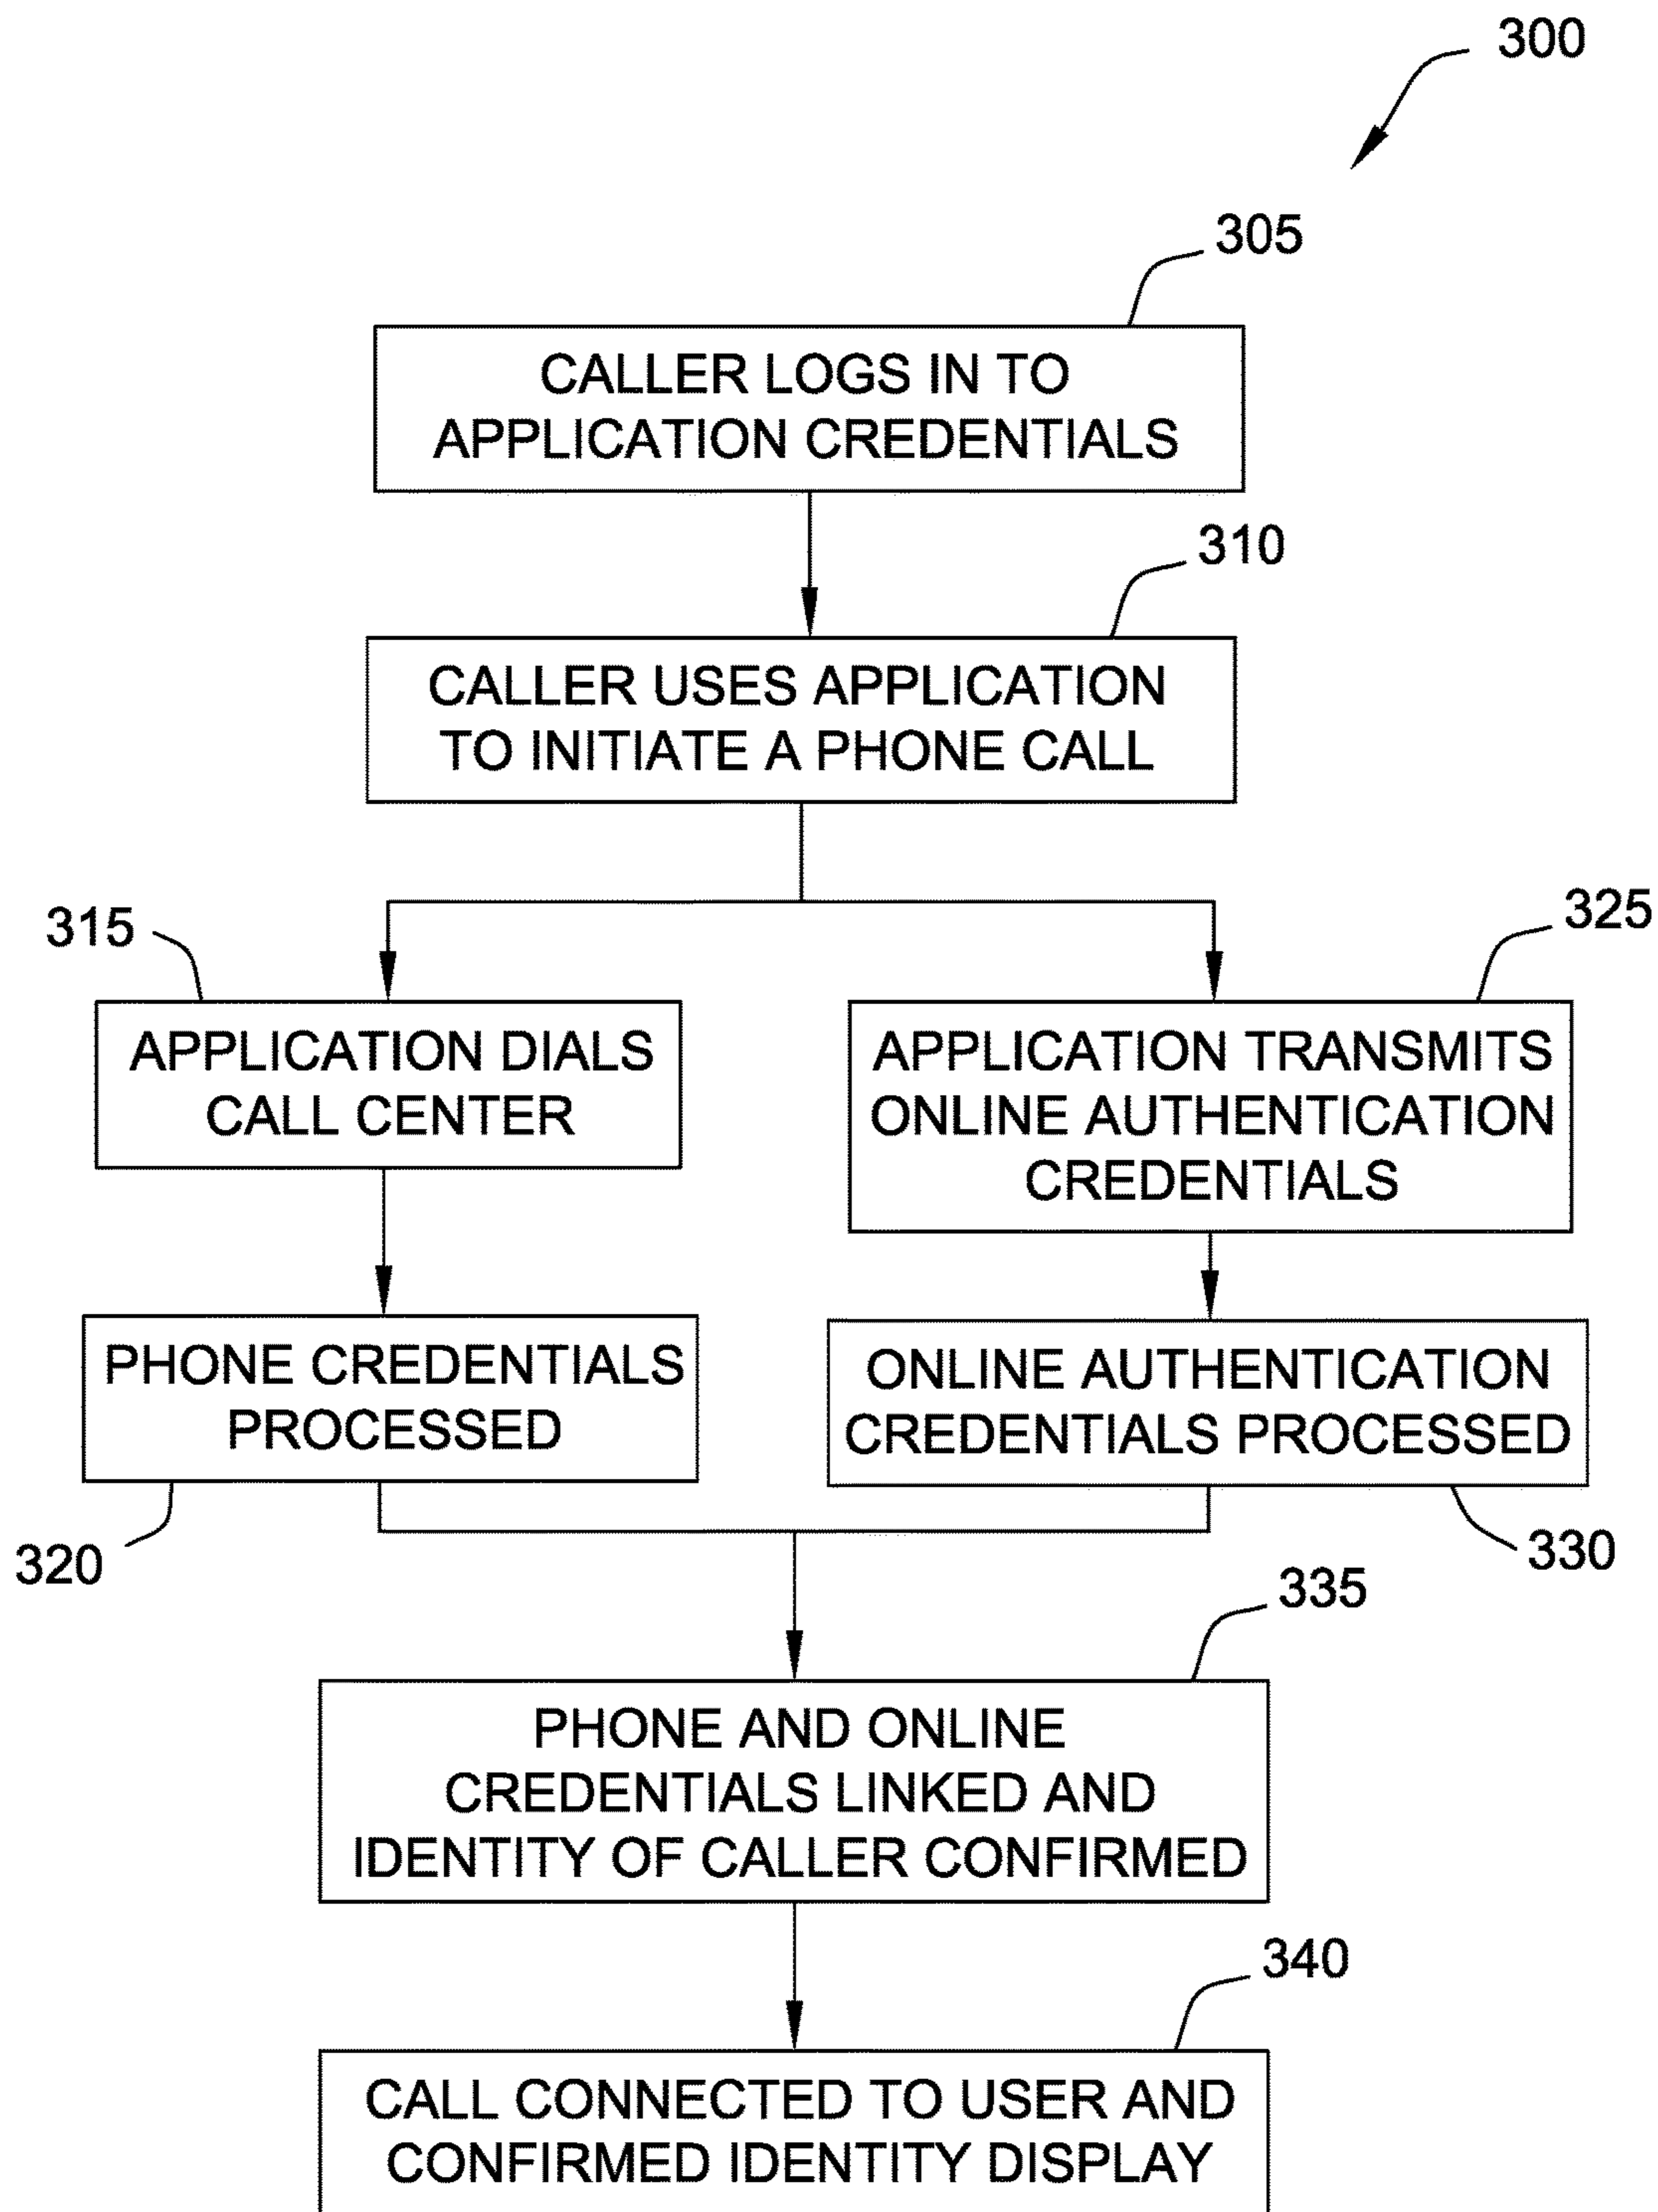 300
305
CALLER LOGS IN TO
APPLICATION CREDENTIALS
310
CALLER USES APPLICATION
TO INITIATE A PHONE CALL
315
APPLICATION DIALS
CALL CENTER
325
APPLICATION TRANSMITS
ONLINE AUTHENTICATION
CREDENTIALS
PHONE CREDENTIALS
PROCESSED
320
ONLINE AUTHENTICATION
CREDENTIALS PROCESSED
330
335
PHONE AND ONLINE
CREDENTIALS LINKED AND
IDENTITY OF CALLER CONFIRMED
340
CALL CONNECTED TO USER AND
CONFIRMED IDENTITY DISPLAY